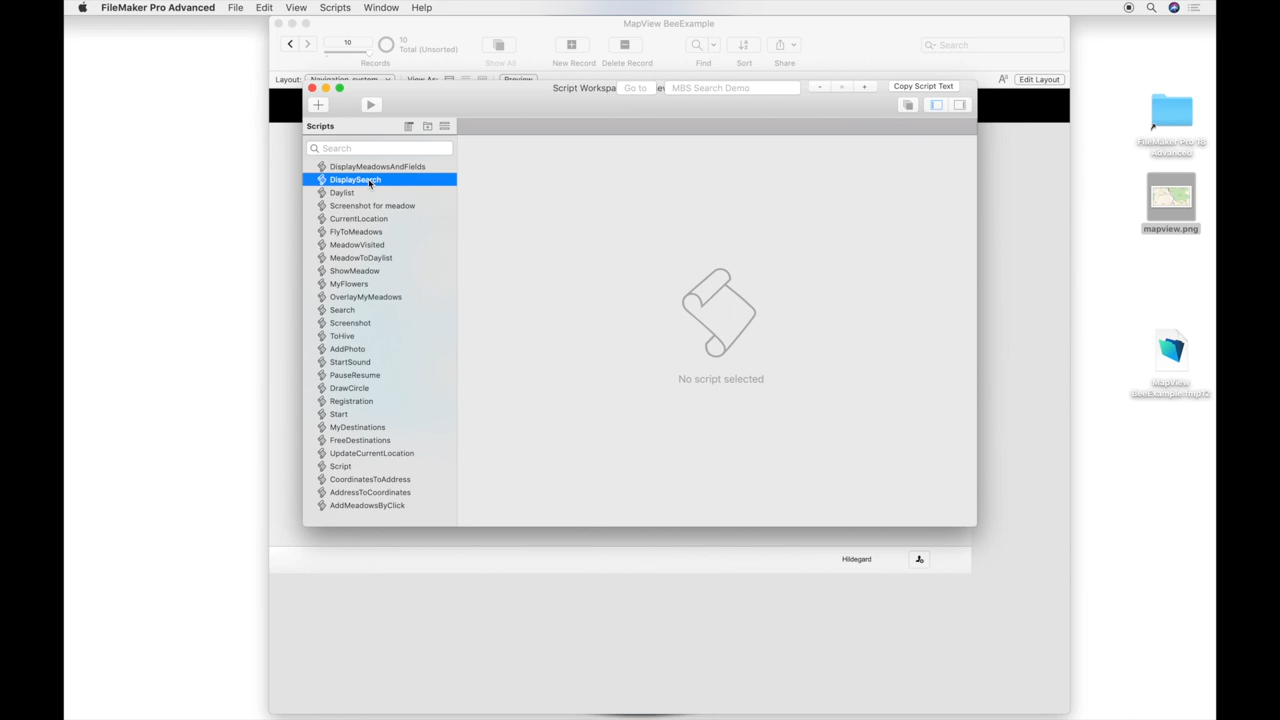 FileMaker Pro Advanced File Edit View Scripts Window Help
MapView BeeExample
10
10
Total (Unsorted)
Records
Show All
New Record
Delete Record
Find
Sort
Share
Search
Layout:
View As:
Preview
Edit Layout
Script Workspa
Go to
MBS Search Demo
Copy Script Text
Scripts
Search
DisplayMeadowsAndFields
DisplaySearch
Daylist
Screenshot for meadow
CurrentLocation
FlyToMeadows
MeadowVisited
MeadowToDaylist
ShowMeadow
MyFlowers
OverlayMyMeadows
Search
Screenshot
ToHive
AddPhoto
StartSound
PauseResume
DrawCircle
Registration
Start
MyDestinations
FreeDestinations
UpdateCurrentLocation
Script
CoordinatesToAddress
AddressToCoordinates
AddMeadowsByClick
No script selected
Hildegard
FileMaker Pro 18
Advanced
mapview.png
MapView